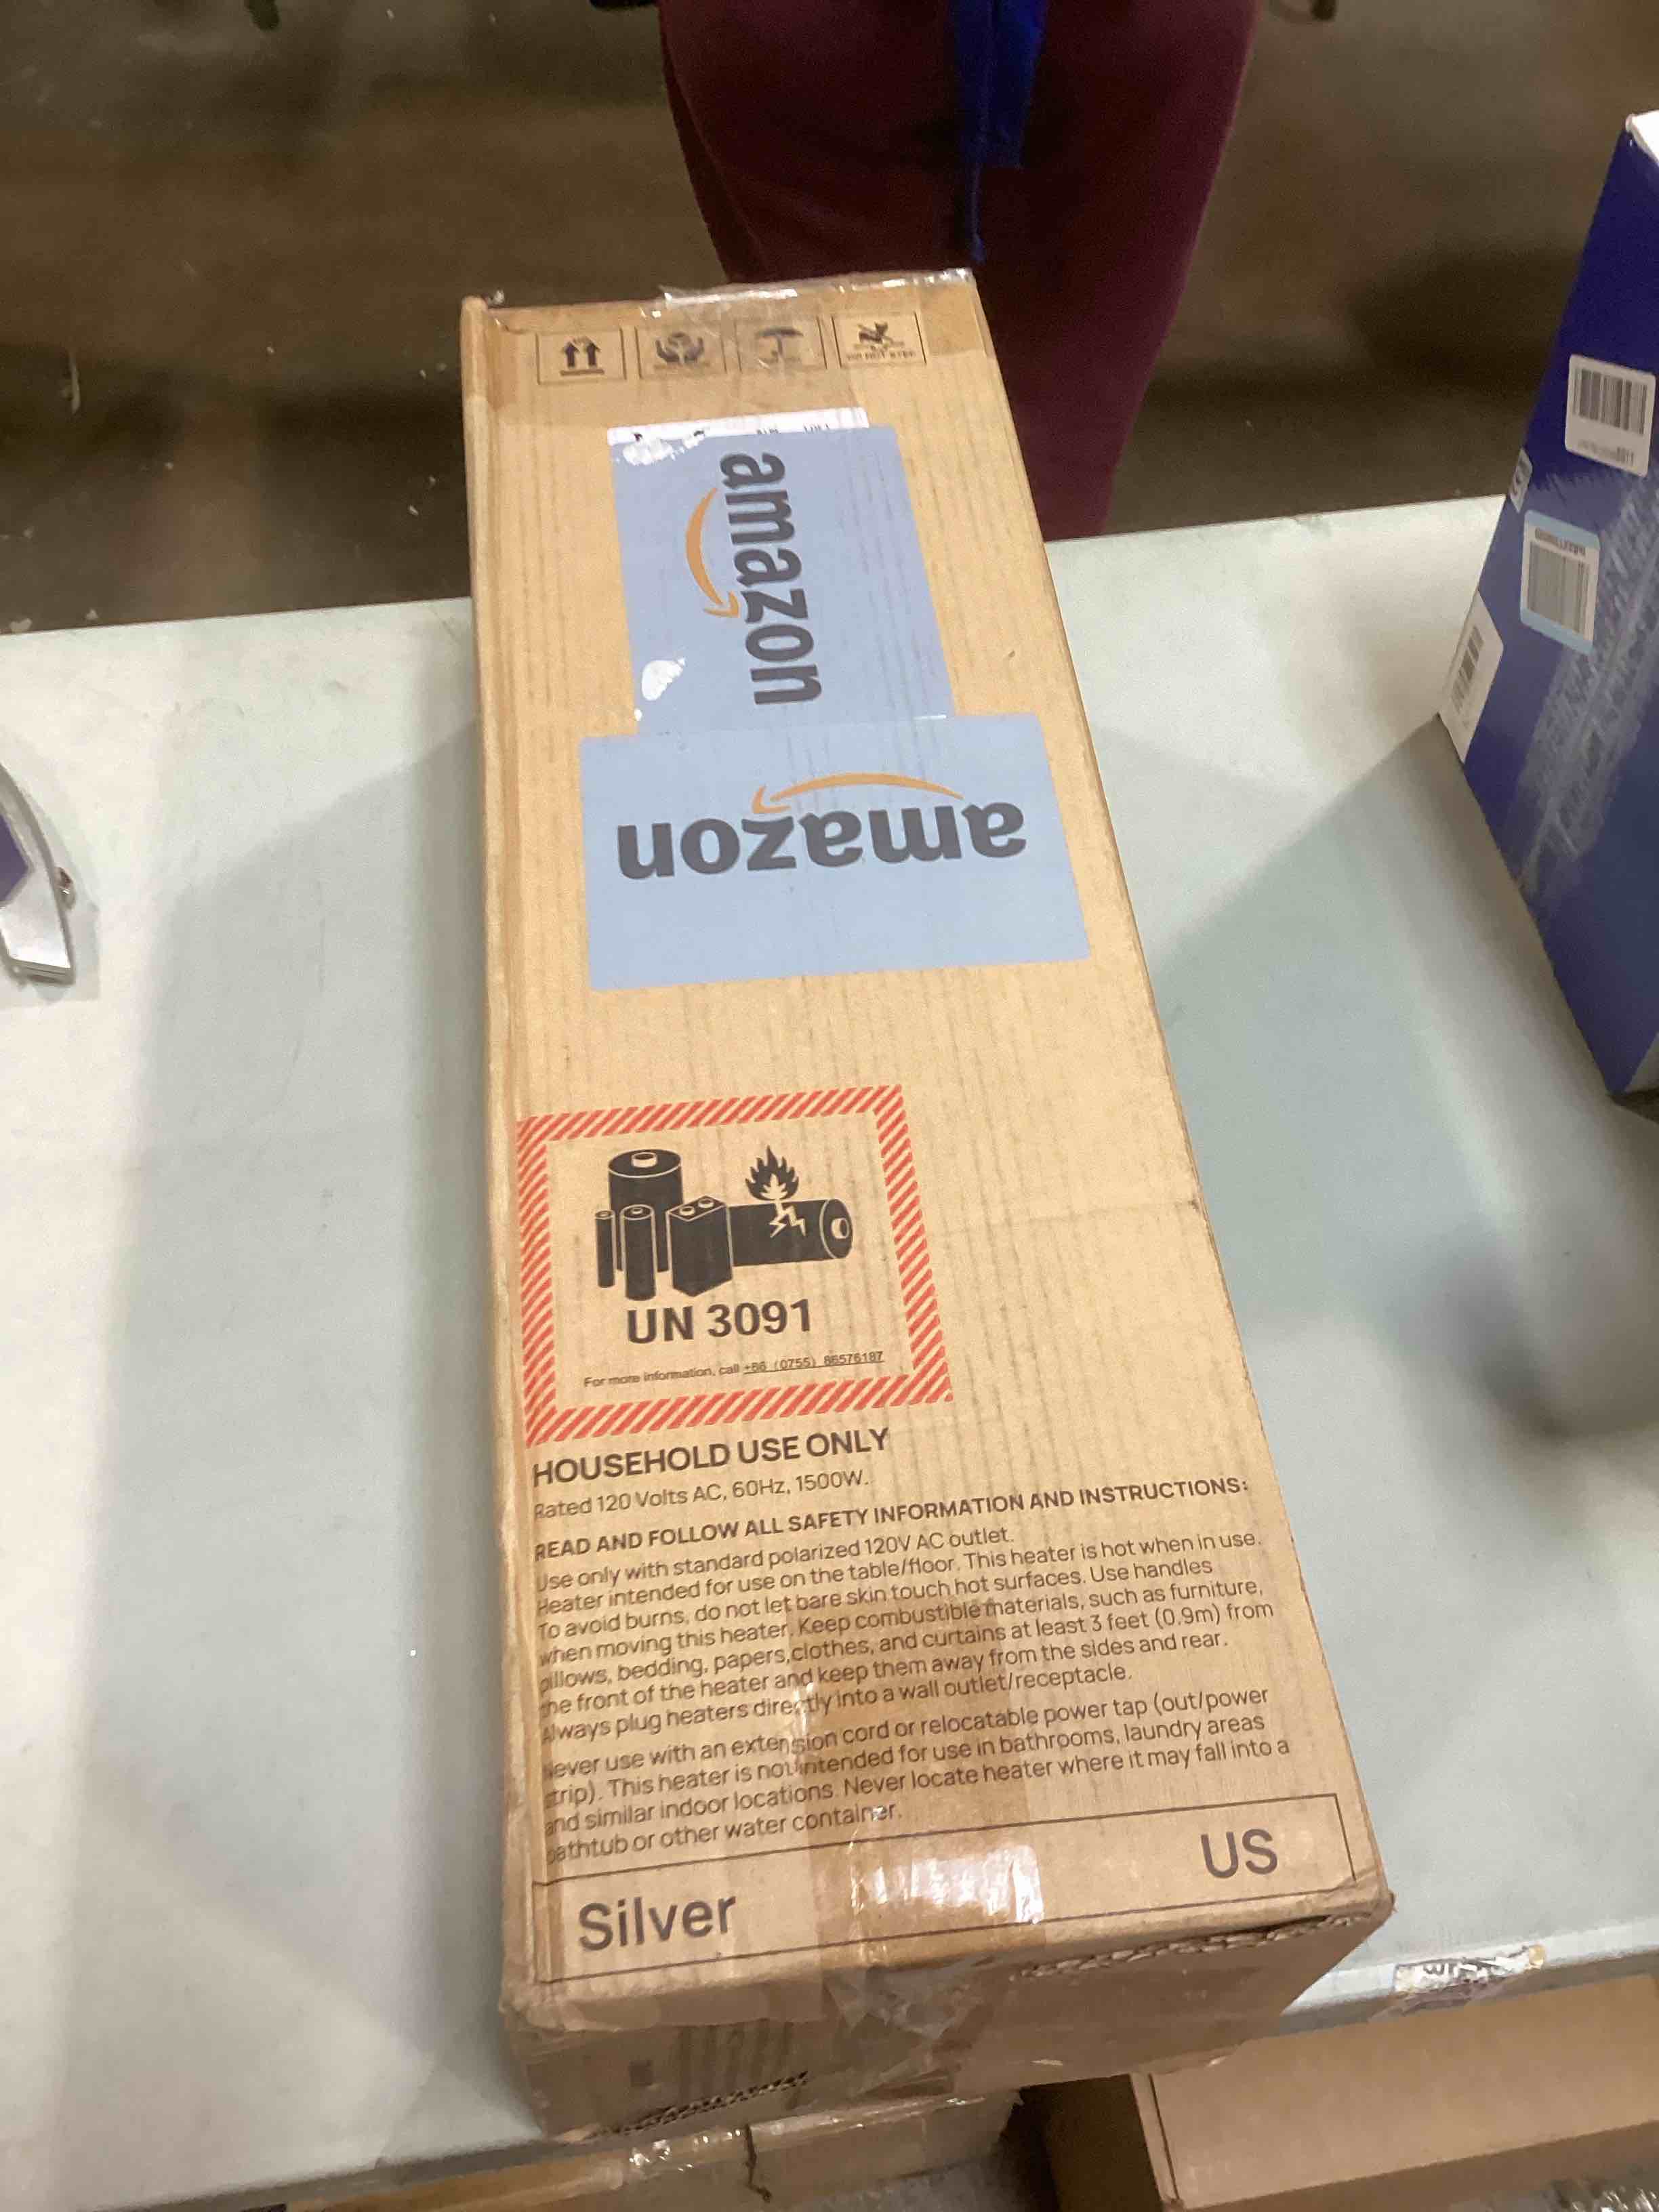 DO NOT STEP
amazon
amazon
UN 3091
For more information, call +86 (0755) 86576187
HOUSEHOLD USE ONLY
Rated 120 Volts AC, 60Hz, 1500W.
READ AND FOLLOW ALL SAFETY INFORMATION AND INSTRUCTIONS:
Use only with standard polarized 120V AC outlet.
Heater intended for use on the table/floor. This heater is hot when in use.
To avoid burns, do not let bare skin touch hot surfaces. Use handles
when moving this heater. Keep combustible materials, such as furniture,
pillows, bedding, papers,clothes, and curtains at least 3 feet (0.9m) from
the front of the heater and keep them away from the sides and rear.
Always plug heaters directly into a wall outlet/receptacle.
Never use with an extension cord or relocatable power tap (out/power
strip). This heater is not intended for use in bathrooms, laundry areas
and similar indoor locations. Never locate heater where it may fall into a
bathtub or other water container.
Silver
US